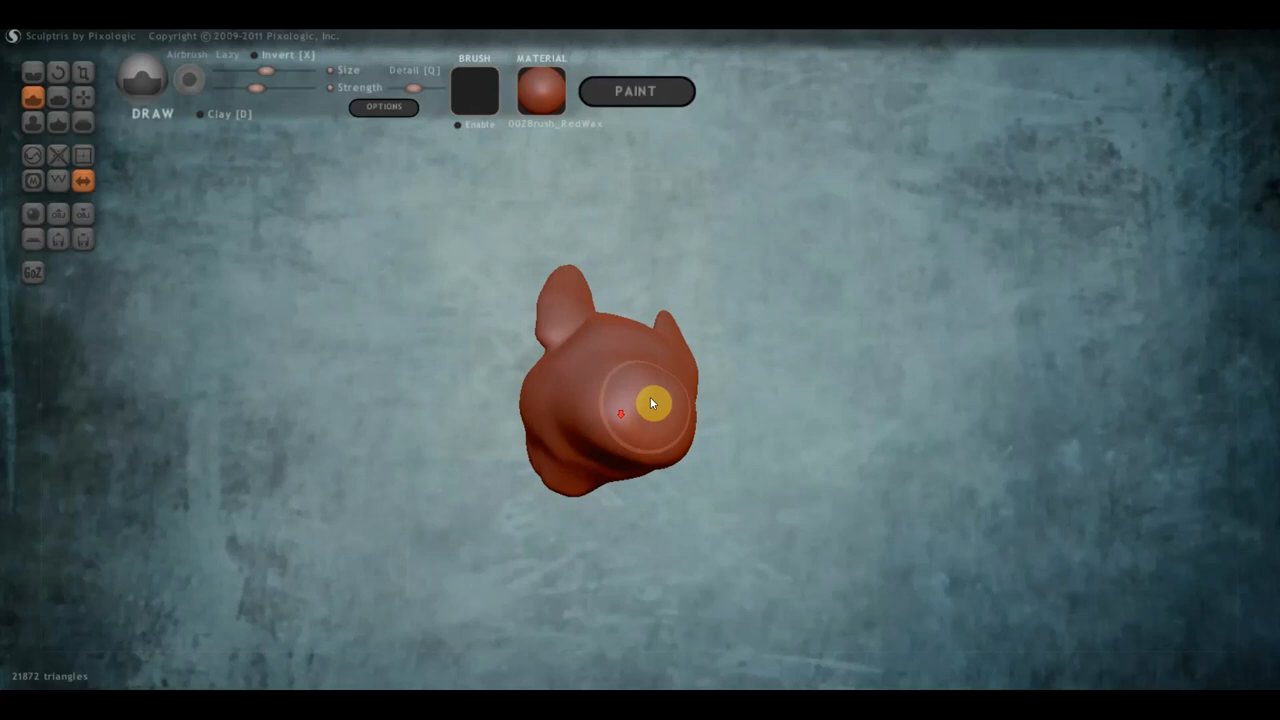 Sculptris by Pixologic Copyright © 2009-2011 Pixologic, Inc.
Airbrush Lazy Invert [X]
Size Detail [Q]
Strength
OPTIONS
DRAW Clay [D]
BRUSH
Enable
MATERIAL
00ZBrush_RedWax
PAINT
GoZ
21872 triangles